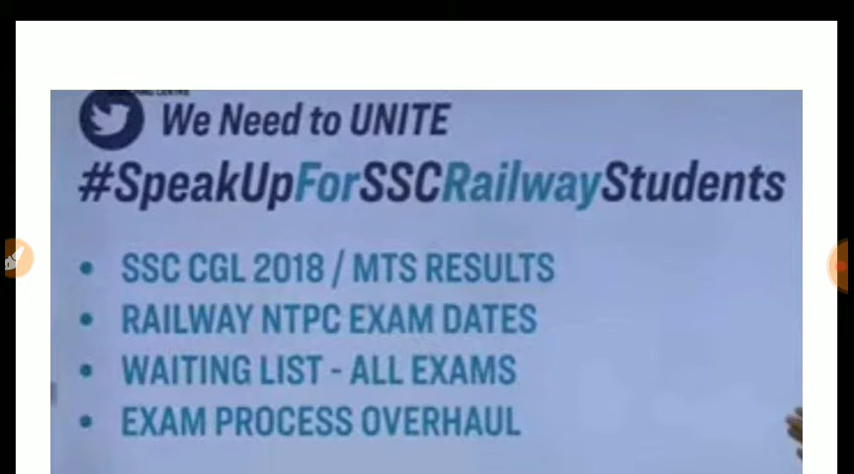 We Need to UNITE
#SpeakUpForSSCRailwayStudents
• SSC CGL 2018 / MTS RESULTS
• RAILWAY NTPC EXAM DATES
• WAITING LIST - ALL EXAMS
• EXAM PROCESS OVERHAUL